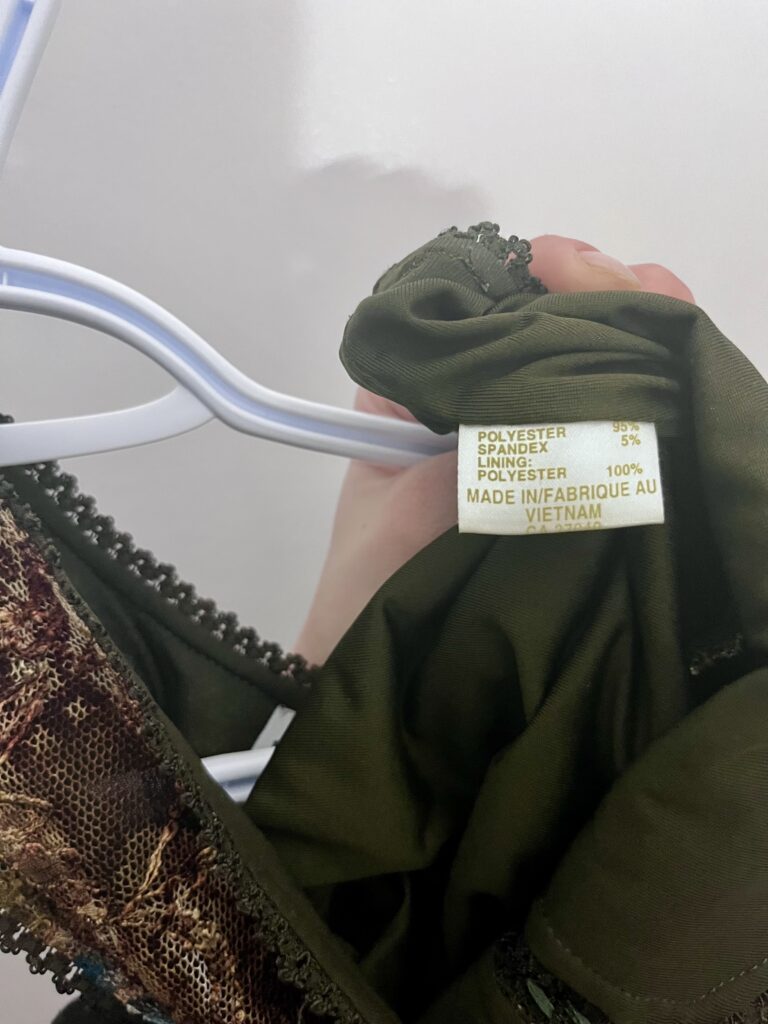 POLYESTER 95%
SPANDEX 5%
LINING:
POLYESTER 100%
MADE IN/FABRIQUE AU
VIETNAM